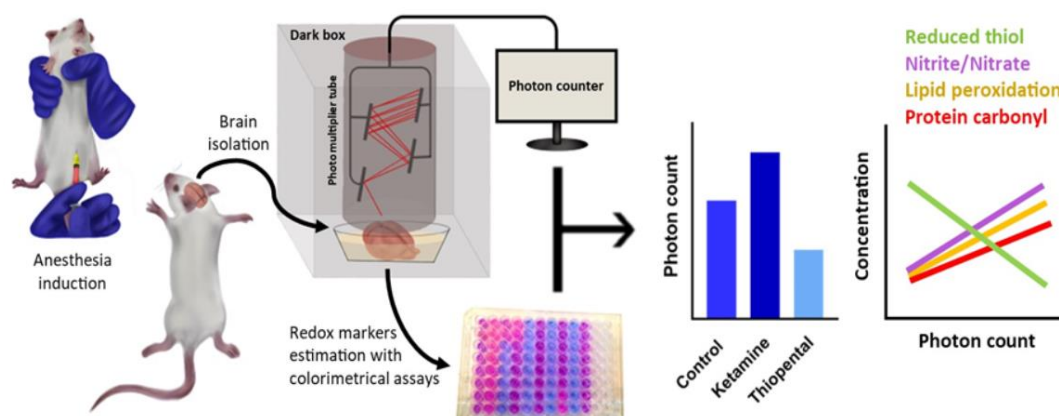 Anesthesia
induction
Brain
isolation
Dark box
Photo multiplier tube
Photon counter
Redox markers
estimation with
colorimetrical assays
Photon count
Control
Ketamine
Thiopental
Reduced thiol
Nitrite/Nitrate
Lipid peroxidation
Protein carbonyl
Concentration
Photon count